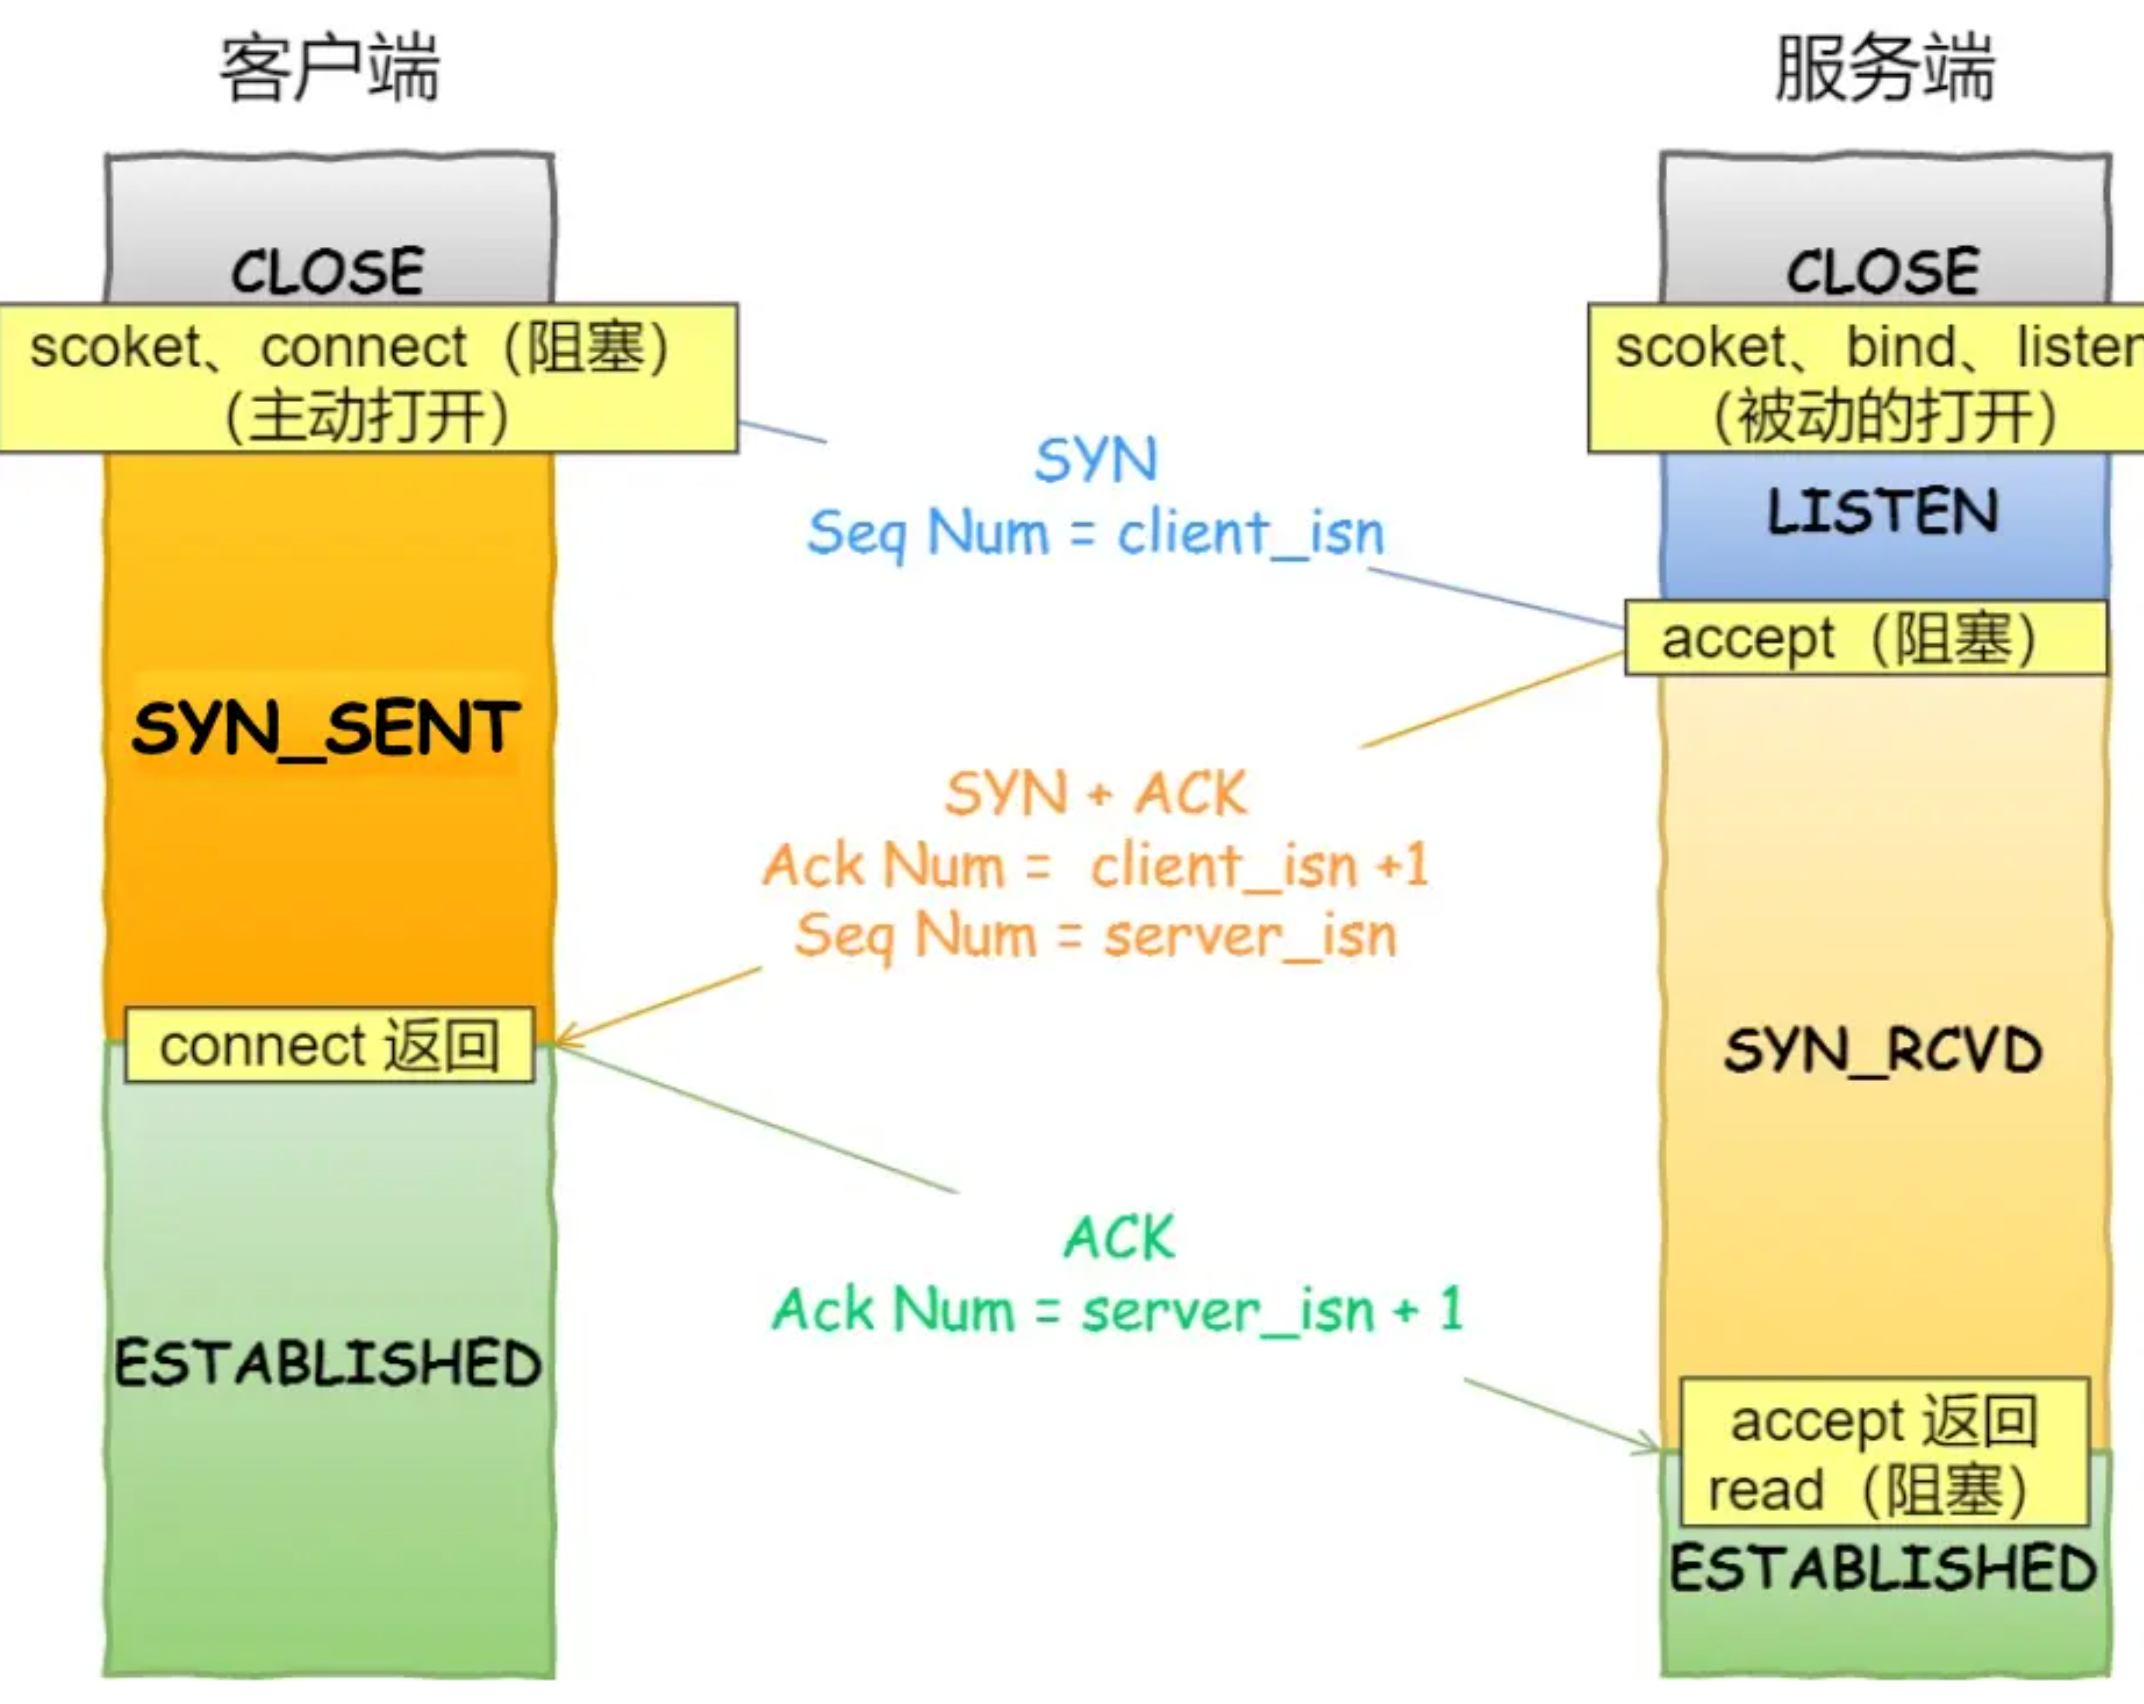 客户端
服务端
CLOSE
CLOSE
scoket、connect（阻塞）
（主动打开）
scoket、bind、listen
（被动的打开）
SYN
Seq Num = client_isn
LISTEN
accept（阻塞）
SYN_SENT
SYN + ACK
Ack Num = client_isn +1
Seq Num = server_isn
connect 返回
SYN_RCVD
ACK
Ack Num = server_isn + 1
ESTABLISHED
accept 返回
read（阻塞）
ESTABLISHED